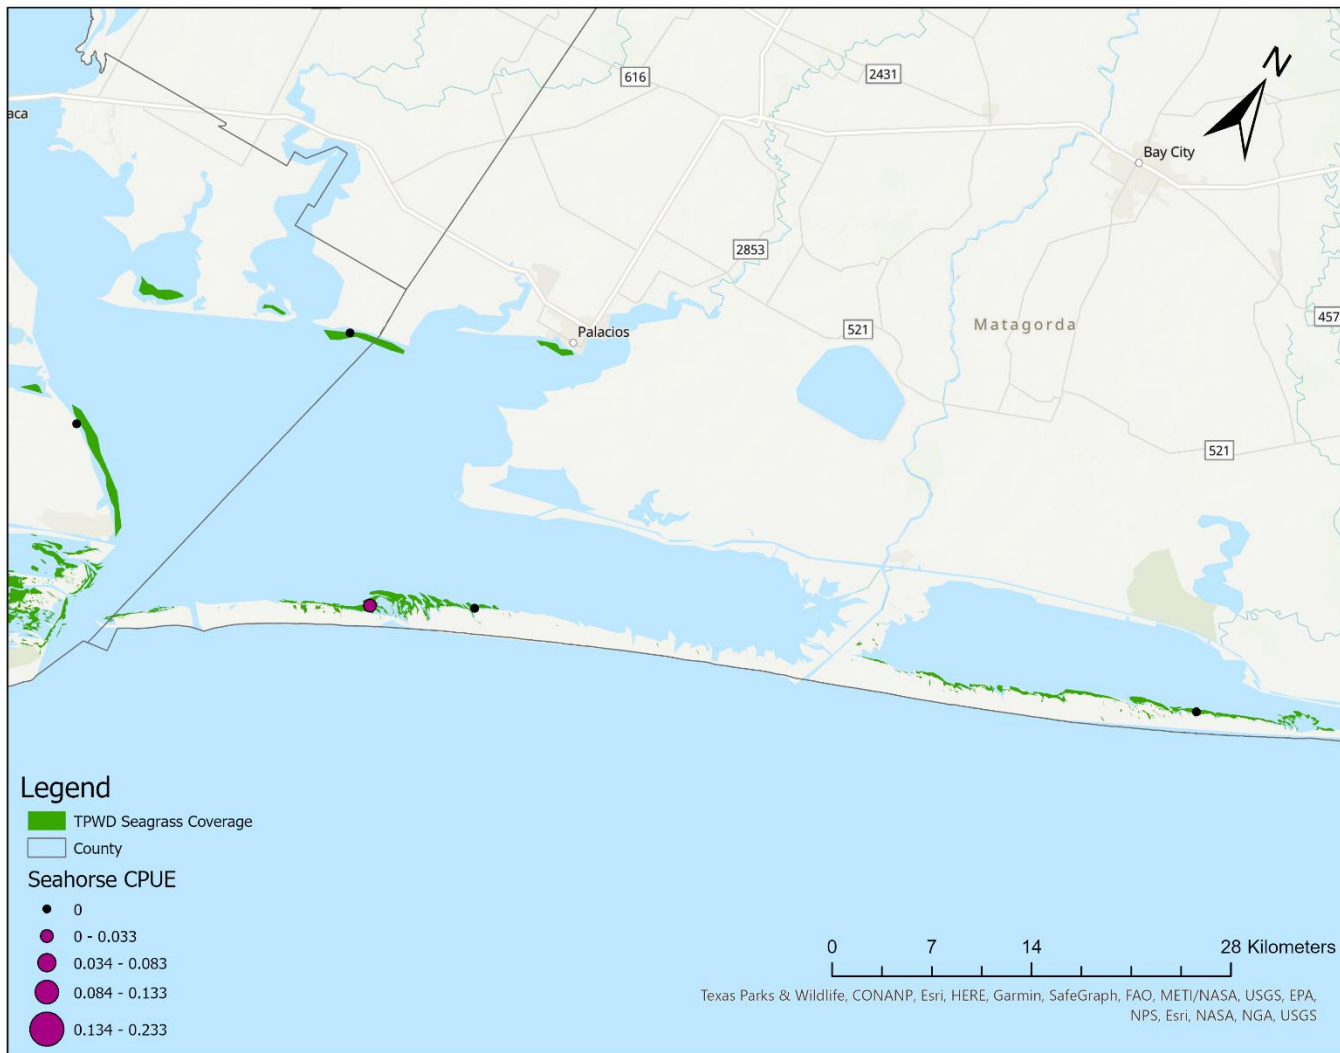 N
616
2431
aca
Bay City
2853
Palacios
521
Matagorda
457
521
Legend
TPWD Seagrass Coverage
County
Seahorse CPUE
0
0 - 0.033
0.034 - 0.083
0.084 - 0.133
0.134 - 0.233
0 7 14 28 Kilometers
Texas Parks & Wildlife, CONANP, Esri, HERE, Garmin, SafeGraph, FAO, METI/NASA, USGS, EPA,
NPS, Esri, NASA, NGA, USGS